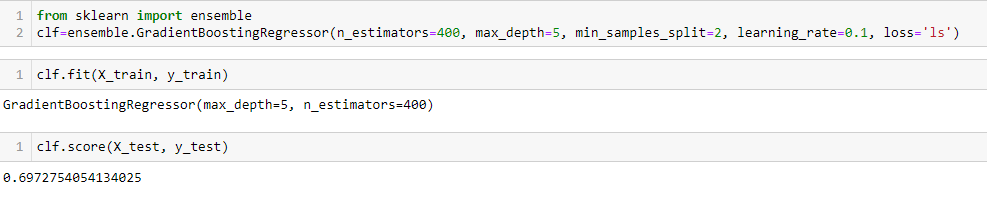 1 from sklearn import ensemble
2 clf=ensemble.GradientBoostingRegressor(n_estimators=400, max_depth=5, min_samples_split=2, learning_rate=0.1, loss='ls')
1 clf.fit(X_train, y_train)
GradientBoostingRegressor(max_depth=5, n_estimators=400)
1 clf.score(X_test, y_test)
0.6972754054134025